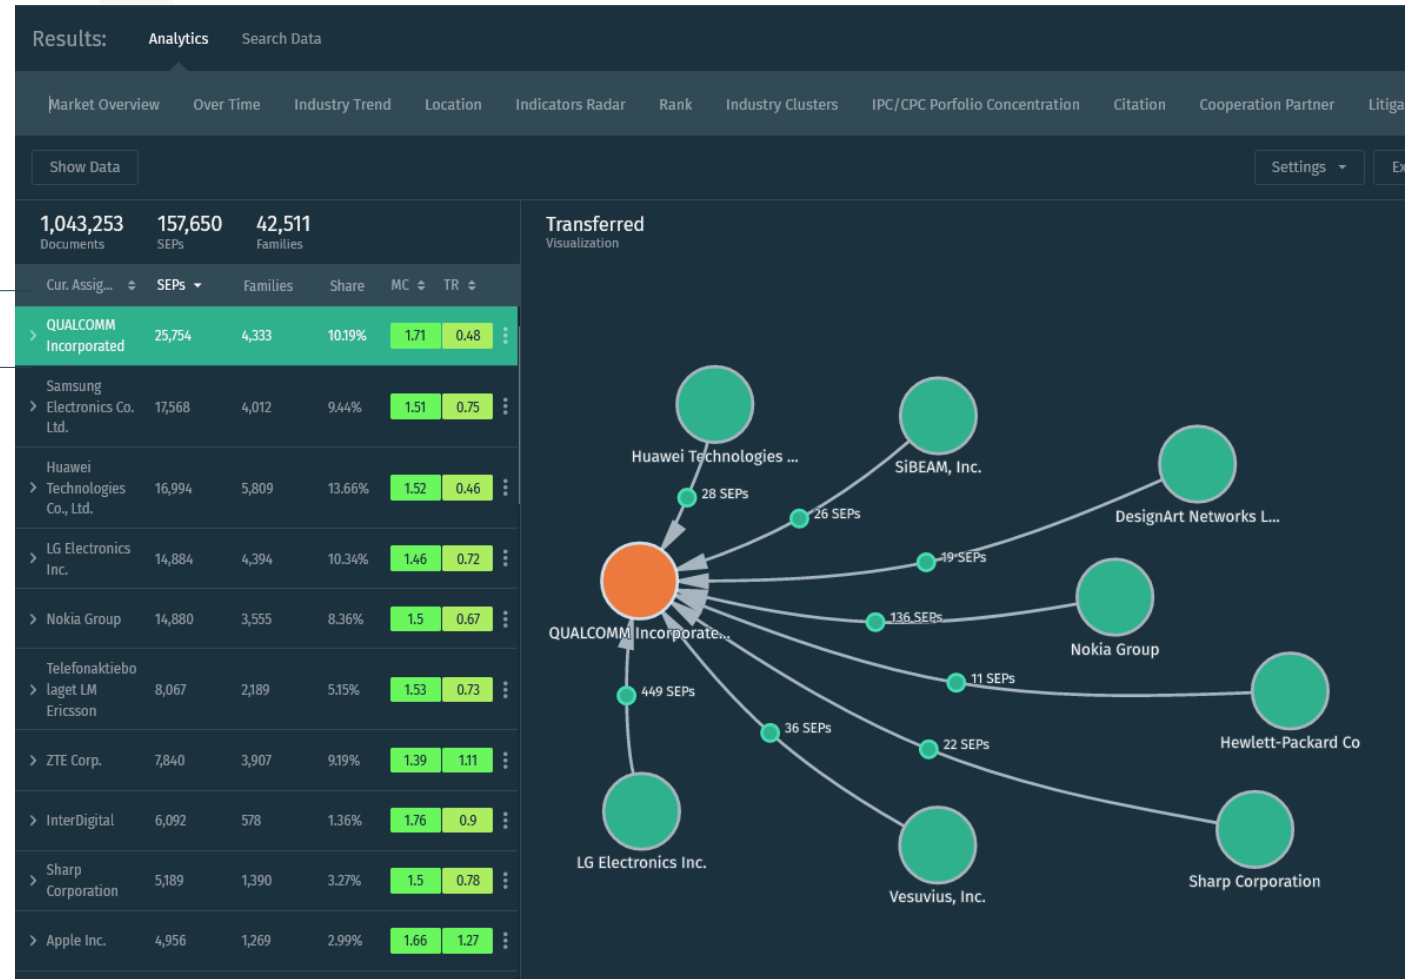 Results: Analytics Search Data
Market Overview Over Time Industry Trend Location Indicators Radar Rank Industry Clusters IPC/CPC Porfolio Concentration Citation Cooperation Partner Litiga
Show Data Settings Ex
1,043,253 157,650 42,511
Documents SEPs Families
Transferred
Visualization
Cur. Assig... SEPs Families Share MC TR
QUALCOMM
Incorporated 25,754 4,333 10.19% 1.71 0.48
Samsung
Electronics Co. 17,568 4,012 9.44% 1.51 0.75
Ltd.
Huawei
Technologies 16,994 5,809 13.66% 1.52 0.46
Co., Ltd.
LG Electronics
Inc. 14,884 4,394 10.34% 1.46 0.72
Nokia Group 14,880 3,555 8.36% 1.5 0.67
Telefonaktiebo
laget LM 8,067 2,189 5.15% 1.53 0.73
Ericsson
ZTE Corp. 7,840 3,907 9.19% 1.39 1.11
InterDigital 6,092 578 1.36% 1.76 0.9
Sharp
Corporation 5,189 1,390 3.27% 1.5 0.78
Apple Inc. 4,956 1,269 2.99% 1.66 1.27
Huawei Technologies ...
SiBEAM, Inc.
28 SEPs
26 SEPs
DesignArt Networks L...
19 SEPs
136 SEPs
QUALCOMM Incorporate...
Nokia Group
11 SEPs
449 SEPs
36 SEPs
22 SEPs
Hewlett-Packard Co
LG Electronics Inc.
Sharp Corporation
Vesuvius, Inc.